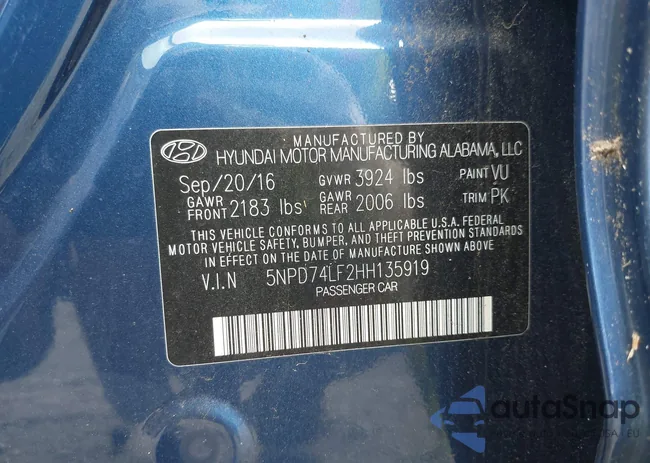 MANUFACTURED BY
HYUNDAI MOTOR MANUFACTURING ALABAMA, LLC
Sep/20/16 GVWR 3924 lbs PAINT VU
GAWR FRONT 2183 lbs GAWR REAR 2006 lbs TRIM PK
THIS VEHICLE CONFORMS TO ALL APPLICABLE U.S.A. FEDERAL
MOTOR VEHICLE SAFETY, BUMPER, AND THEFT PREVENTION STANDARDS
IN EFFECT ON THE DATE OF MANUFACTURE SHOWN ABOVE.
V.I.N 5NPD74LF2HH135919
PASSENGER CAR
autoSnap